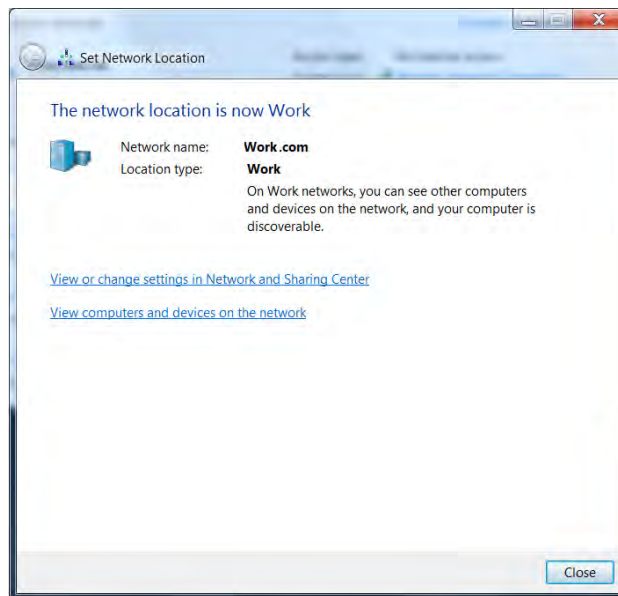 Set Network Location
The network location is now Work
Network name: Work.com
Location type: Work
On Work networks, you can see other computers
and devices on the network, and your computer is
discoverable.
View or change settings in Network and Sharing Center
View computers and devices on the network
Close